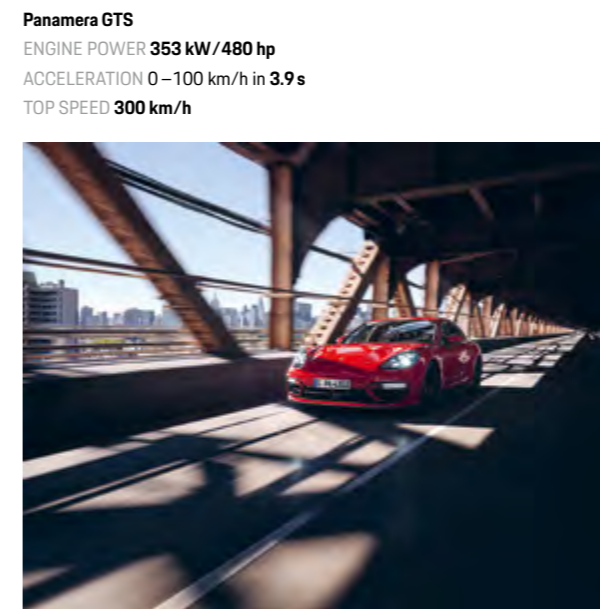 Panamera GTS
ENGINE POWER 353 kW/480 hp
ACCELERATION 0–100 km/h in 3.9 s
TOP SPEED 300 km/h